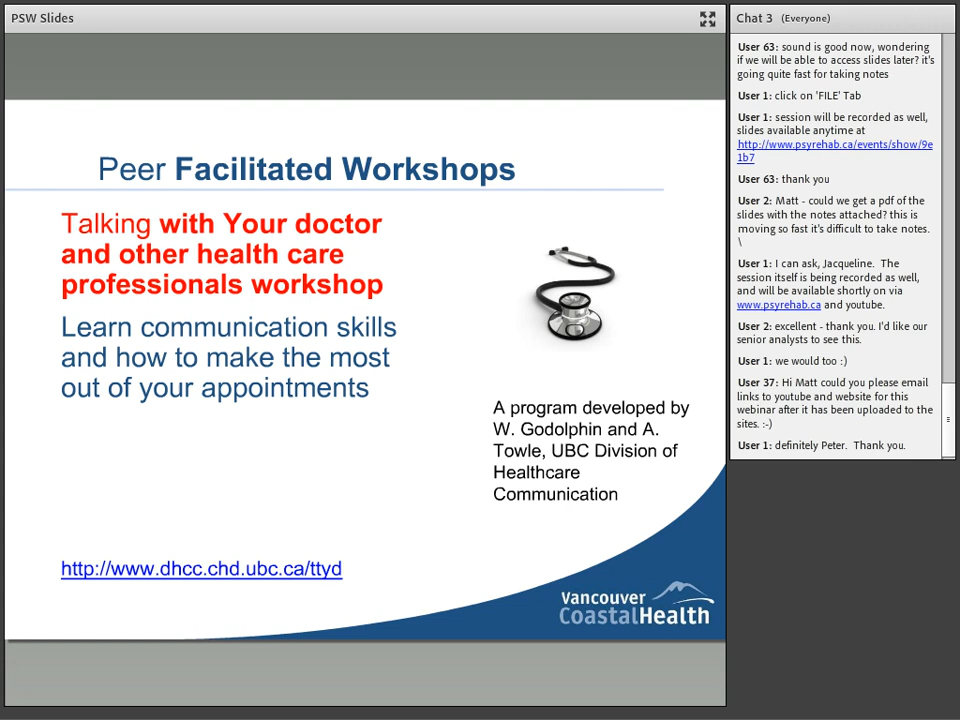 PSW Slides
Peer Facilitated Workshops
Talking with Your doctor
and other health care
professionals workshop
Learn communication skills
and how to make the most
out of your appointments
A program developed by
W. Godolphin and A.
Towle, UBC Division of
Healthcare
Communication
http://www.dhcc.chd.ubc.ca/ttyd
Vancouver
CoastalHealth
Chat 3 (Everyone)
User 63: sound is good now, wondering
if we will be able to access slides later? it's
going quite fast for taking notes
User 1: click on 'FILE' Tab
User 1: session will be recorded as well,
slides available anytime at
http://www.psyrehab.ca/events/show/9e
1b7
User 63: thank you
User 2: Matt - could we get a pdf of the
slides with the notes attached? this is
moving so fast it's difficult to take notes.
\
User 1: I can ask, Jacqueline. The
session itself is being recorded as well,
and will be available shortly on via
www.psyrehab.ca and youtube.
User 2: excellent - thank you. I'd like our
senior analysts to see this.
User 1: we would too :)
User 37: Hi Matt could you please email
links to youtube and website for this
webinar after it has been uploaded to the
sites. :-)
User 1: definitely Peter. Thank you.